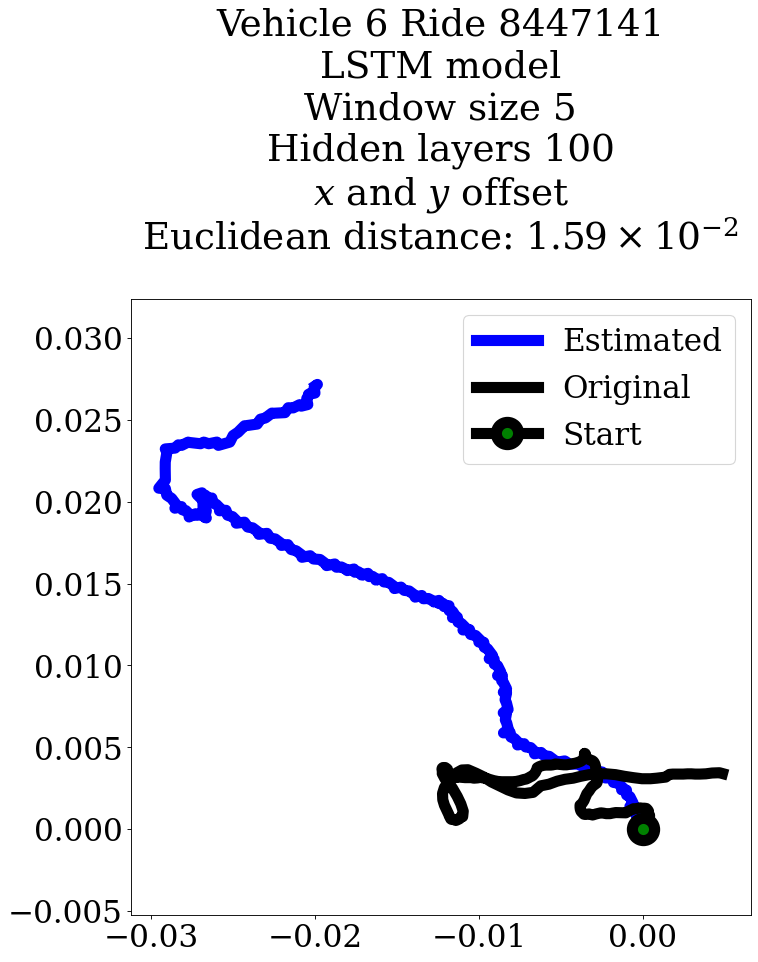 Vehicle 6 Ride 8447141
LSTM model
Window size 5
Hidden layers 100
x and y offset
Euclidean distance: 1.59 × 10⁻²
Estimated
Original
Start
0.030
0.025
0.020
0.015
0.010
0.005
0.000
−0.005
−0.03 −0.02 −0.01 0.00